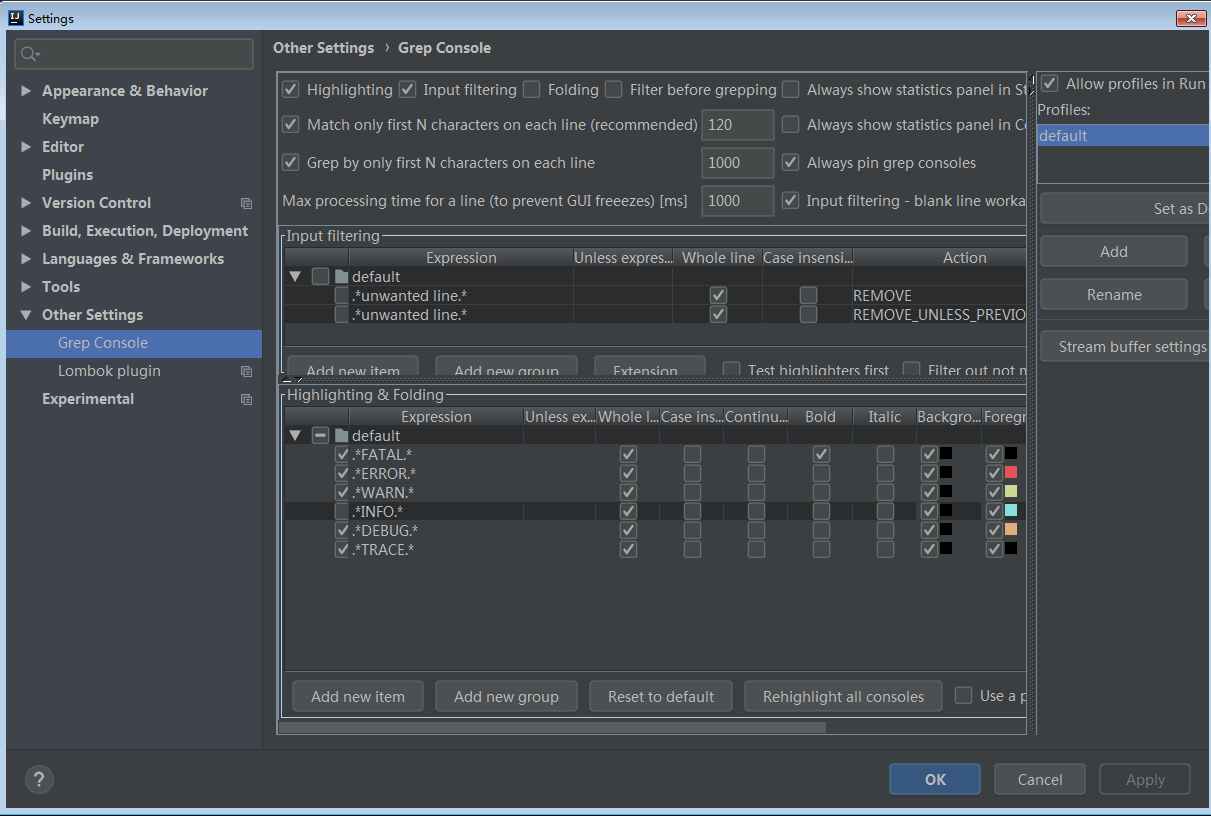 Settings
Other Settings › Grep Console
Appearance & Behavior
Keymap
Editor
Plugins
Version Control
Build, Execution, Deployment
Languages & Frameworks
Tools
Other Settings
Grep Console
Lombok plugin
Experimental
Highlighting Input filtering Folding Filter before grepping Always show statistics panel in St
Match only first N characters on each line (recommended) 120 Always show statistics panel in Co
Grep by only first N characters on each line 1000 Always pin grep consoles
Max processing time for a line (to prevent GUI freeezes) [ms] 1000 Input filtering - blank line worka
Input filtering
Expression Unless expres... Whole line Case insensi... Action
default
.*unwanted line.* REMOVE
.*unwanted line.* REMOVE_UNLESS_PREVIO
Add new item Add new group Extension Test highlighters first Filter out not m
Highlighting & Folding
Expression Unless ex... Whole l... Case ins... Continu... Bold Italic Backgro... Foregr
default
.*FATAL.*
.*ERROR.*
.*WARN.*
.*INFO.*
.*DEBUG.*
.*TRACE.*
Add new item Add new group Reset to default Rehighlight all consoles Use a p
Allow profiles in Run
Profiles:
default
Set as D
Add
Rename
Stream buffer settings
?
OK Cancel Apply